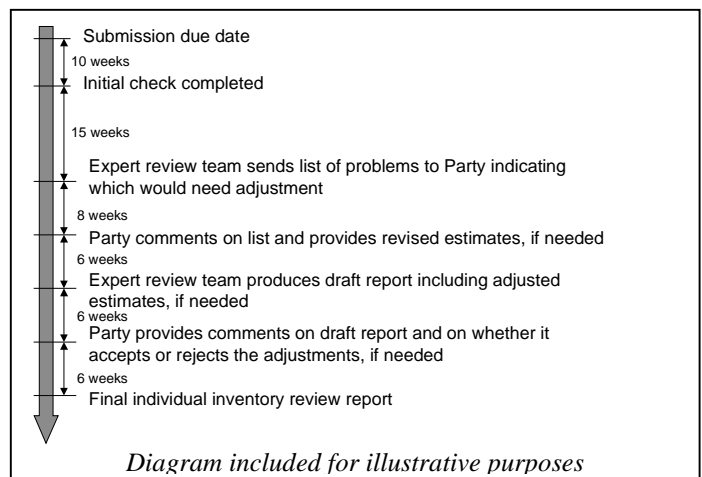 Submission due date
10 weeks
Initial check completed
15 weeks
Expert review team sends list of problems to Party indicating
which would need adjustment
8 weeks
Party comments on list and provides revised estimates, if needed
6 weeks
Expert review team produces draft report including adjusted
estimates, if needed
6 weeks
Party provides comments on draft report and on whether it
accepts or rejects the adjustments, if needed
6 weeks
Final individual inventory review report
Diagram included for illustrative purposes